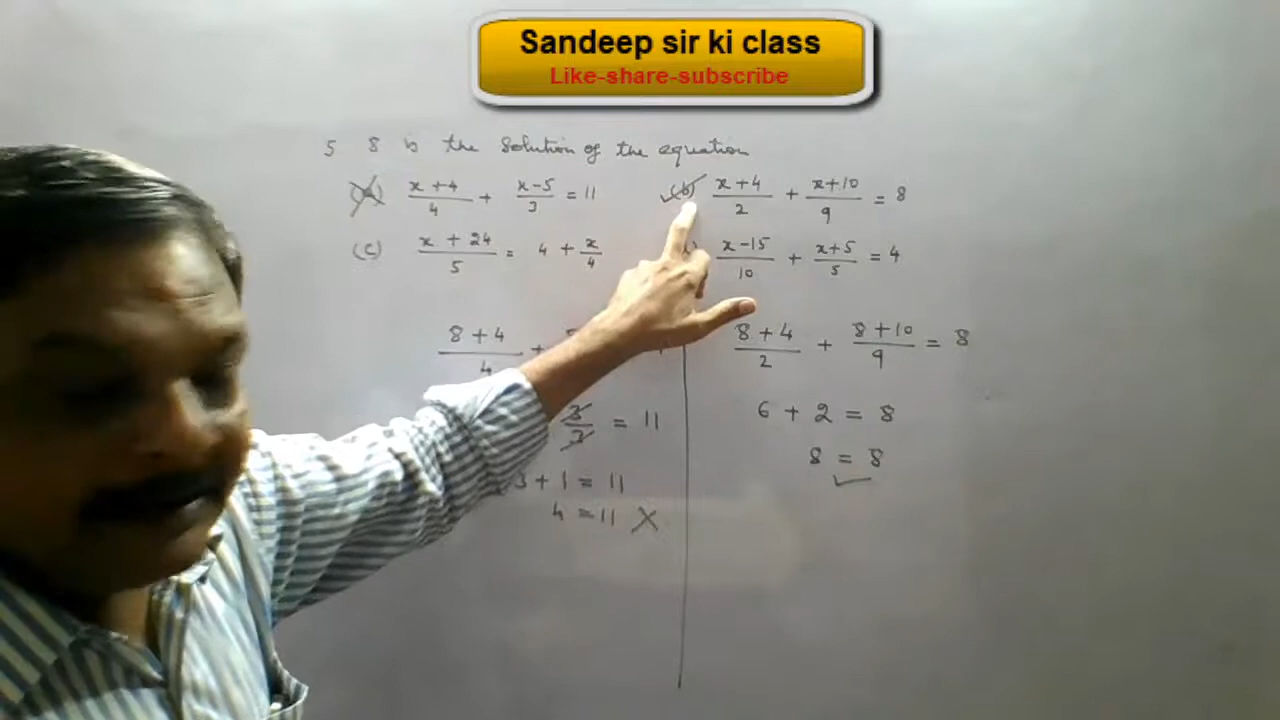 Sandeep sir ki class
Like-share-subscribe
5 8 is the solution of the equation
(a) (x+4)/4 + (x-5)/3 = 11 (b) (x+4)/2 + (x+10)/9 = 8
(c) (x+24)/5 = 4 + x/4 (x-15)/10 + (x+5)/5 = 4
(8+4)/4 + (8+4)/2 + (8+10)/9 = 8
3/3 = 11 6 + 2 = 8
8 = 8
3 + 1 = 11
4 = 11 X